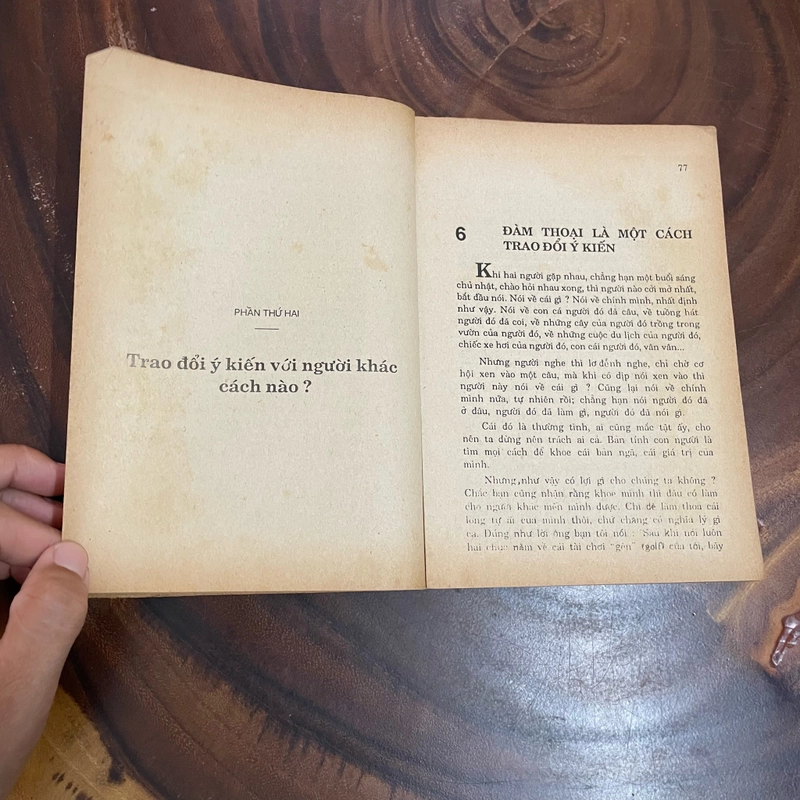 PHẦN THỨ HAI
Trao đổi ý kiến với người khác
cách nào ?
77
6 ĐÀM THOẠI LÀ MỘT CÁCH
TRAO ĐỔI Ý KIẾN
Khi hai người gặp nhau, chẳng hạn một buổi sáng
chủ nhật, chào hỏi nhau xong, thì người nào cởi mở nhất,
bắt đầu nói. Nói về cái gì ? Nói về chính mình, nhất định
như vậy. Nói về con cá người đó đã câu, về tuồng hát
người đó đã coi, về những cây của người đó trồng trong
vườn của người đó, về những cuộc du lịch của người đó,
chiếc xe hơi của người đó, con cái người đó, vân vân...
Nhưng người nghe thì lơ đễnh nghe, chỉ chờ cơ
hội xen vào một câu, mà khi có dịp nói xen vào thì
người này nói về cái gì ? Cũng lại nói về chính
mình nữa, tự nhiên rồi; chẳng hạn nói người đó đã
ở đâu, người đó đã làm gì, người đó đã nói gì.
Cái đó là thường tình, ai cũng mắc tật ấy, cho
nên ta đừng nên trách ai cả. Bản tính con người là
tìm mọi cách để khoe cái bản ngã, cái giá trị của
mình.
Nhưng như vậy có lợi gì cho chúng ta không ?
Chắc bạn cũng nhận rằng khoe mình thì đâu có làm
cho người khác mến mình được. Chỉ để làm thỏa cái
lòng tự ái của mình thôi, chứ chẳng có nghĩa lý gì
cả. Đúng như lời ông bạn tôi nói : Sau khi nói luôn
hai chục năm về cái tài chơi "gôn" (golf) của tôi, bây